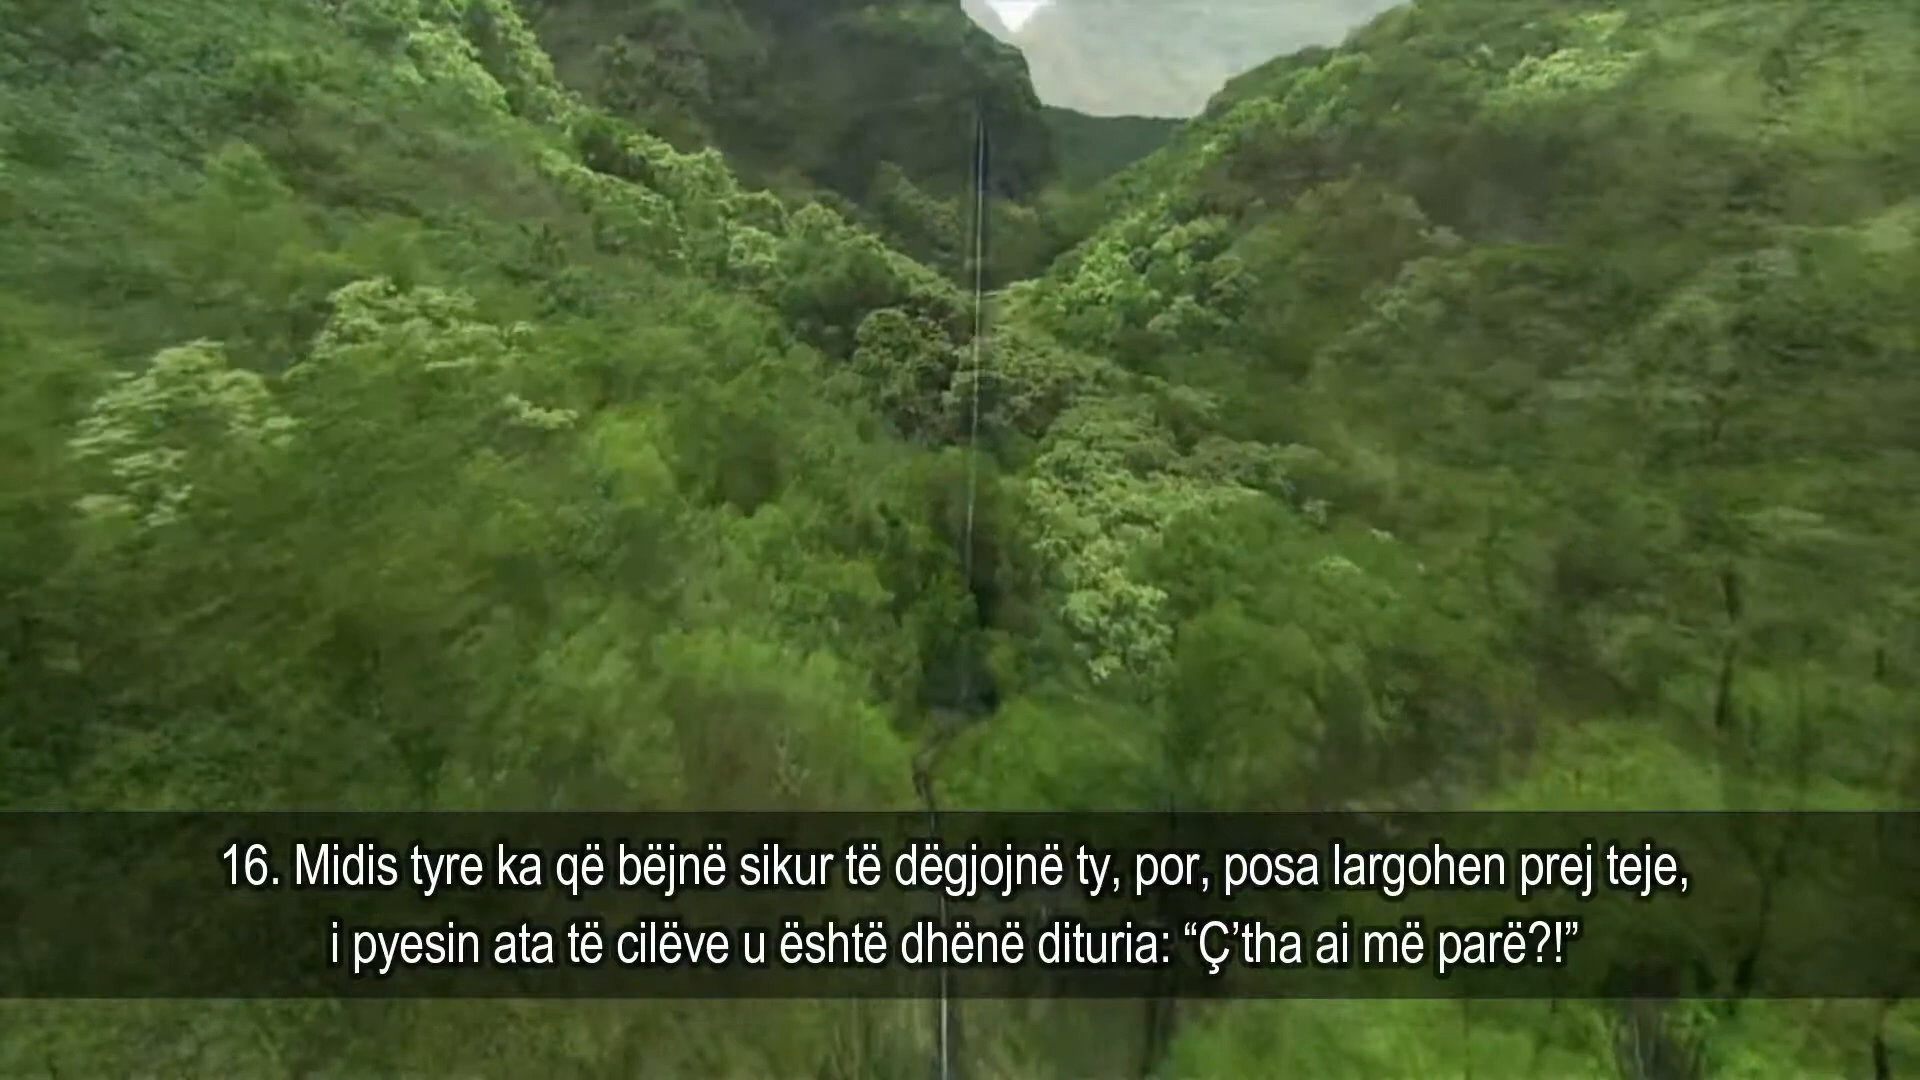 16. Midis tyre ka që bëjnë sikur të dëgjojnë ty, por, posa largohen prej teje,
i pyesin ata të cilëve u është dhënë dituria: “Ç’tha ai më parë?!”